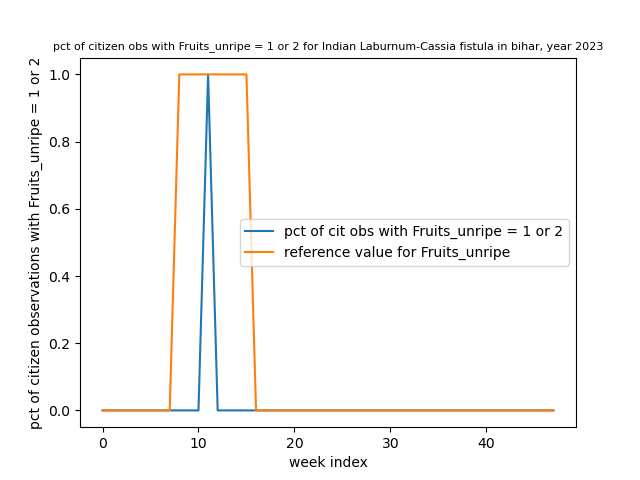 pct of citizen obs with Fruits_unripe = 1 or 2 for Indian Laburnum-Cassia fistula in bihar, year 2023
pct of citizen observations with Fruits_unripe = 1 or 2
1.0
0.8
0.6
0.4
0.2
0.0
pct of cit obs with Fruits_unripe = 1 or 2
reference value for Fruits_unripe
0
10
20
30
40
week index